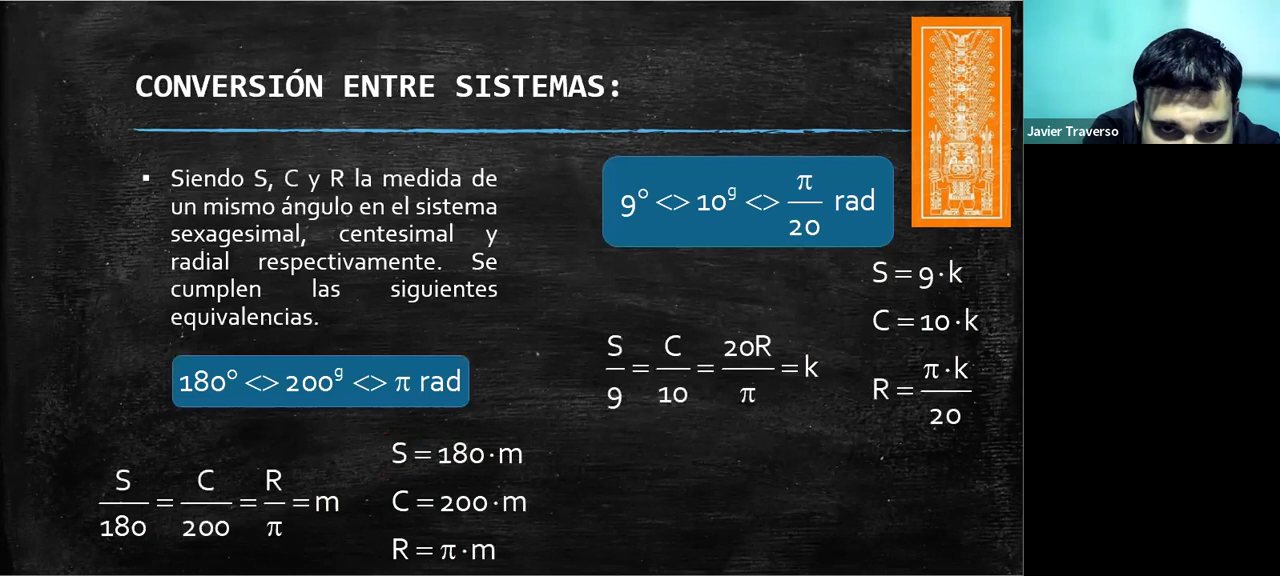 CONVERSIÓN ENTRE SISTEMAS:
▪ Siendo S, C y R la medida de
un mismo ángulo en el sistema
sexagesimal, centesimal y
radial respectivamente. Se
cumplen las siguientes
equivalencias.
180° <> 200ᵍ <> π rad
S/180 = C/200 = R/π = m
S = 180·m
C = 200·m
R = π·m
9° <> 10ᵍ <> π/20 rad
S/9 = C/10 = 20R/π = k
S = 9·k
C = 10·k
R = π·k/20
Javier Traverso